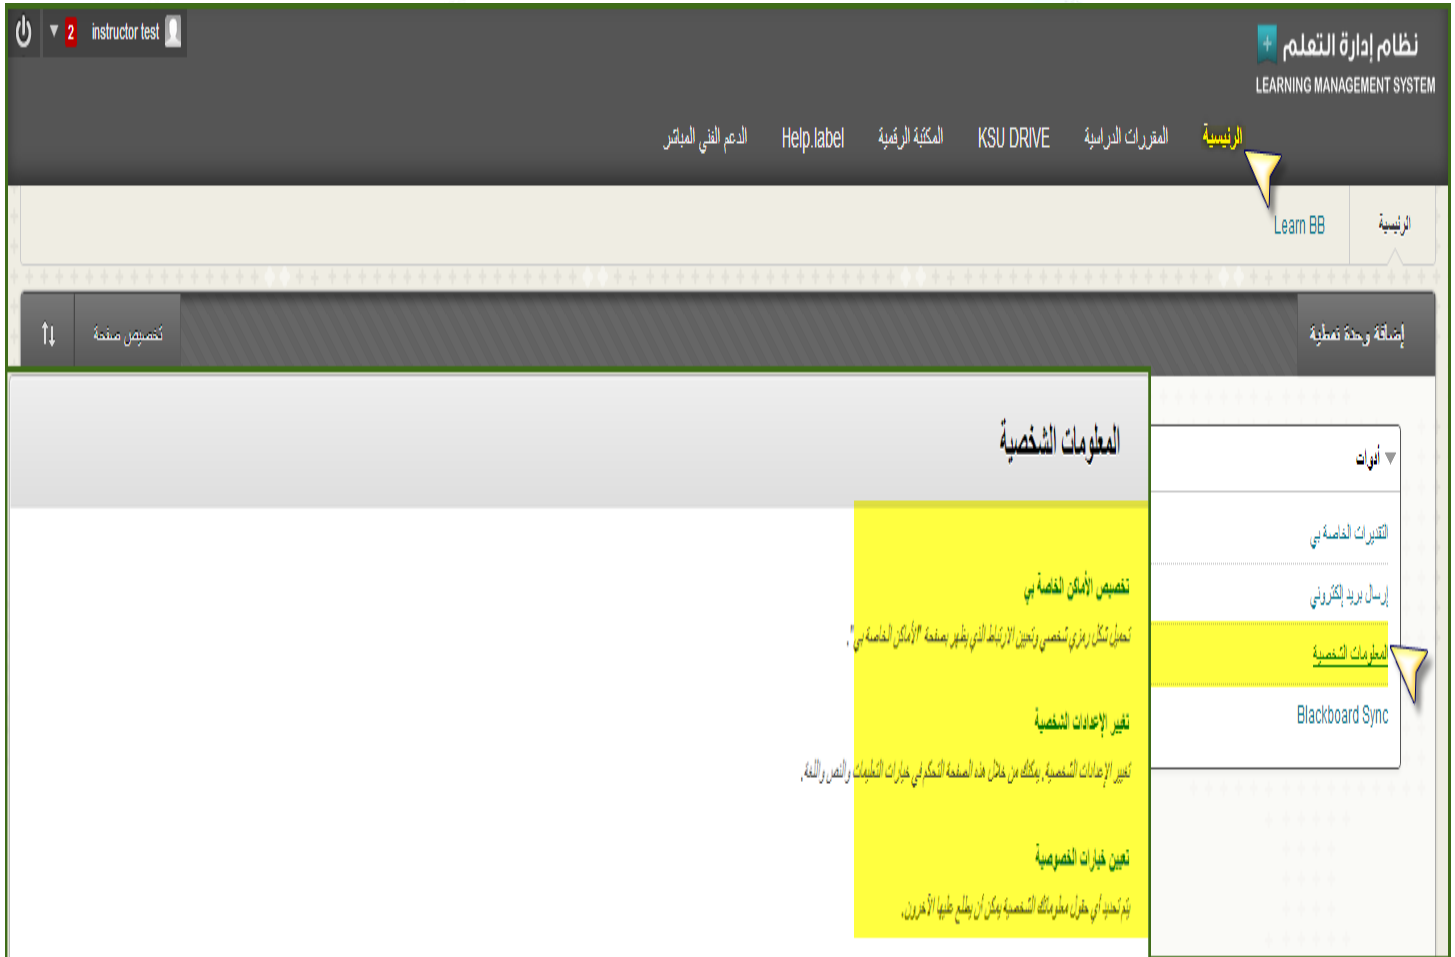 instructor test 2
نظام إدارة التعلم
LEARNING MANAGEMENT SYSTEM
الرئيسية المقررات الدراسية KSU DRIVE المكتبة الرقمية Help.label الدعم الفني المباشر
الرئيسية Learn BB
إضافة وحدة نمطية تخصيص صفحة
أدوات
التقديرات الخاصة بي
إرسال بريد إلكتروني
المعلومات الشخصية
Blackboard Sync
المعلومات الشخصية
تخصيص الأماكن الخاصة بي
تحميل شكل رمزي شخصي وتعيين الارتباط الذي يظهر بصفحة "الأماكن الخاصة بي".
تغيير الإعدادات الشخصية
تغيير الإعدادات الشخصية. يمكنك من خلال هذه الصفحة التحكم في خيارات التعليمات والنص واللغة.
تعيين خيارات الخصوصية
يتم تحديد أي حقول معلوماتك الشخصية يمكن أن يطلع عليها الآخرون.